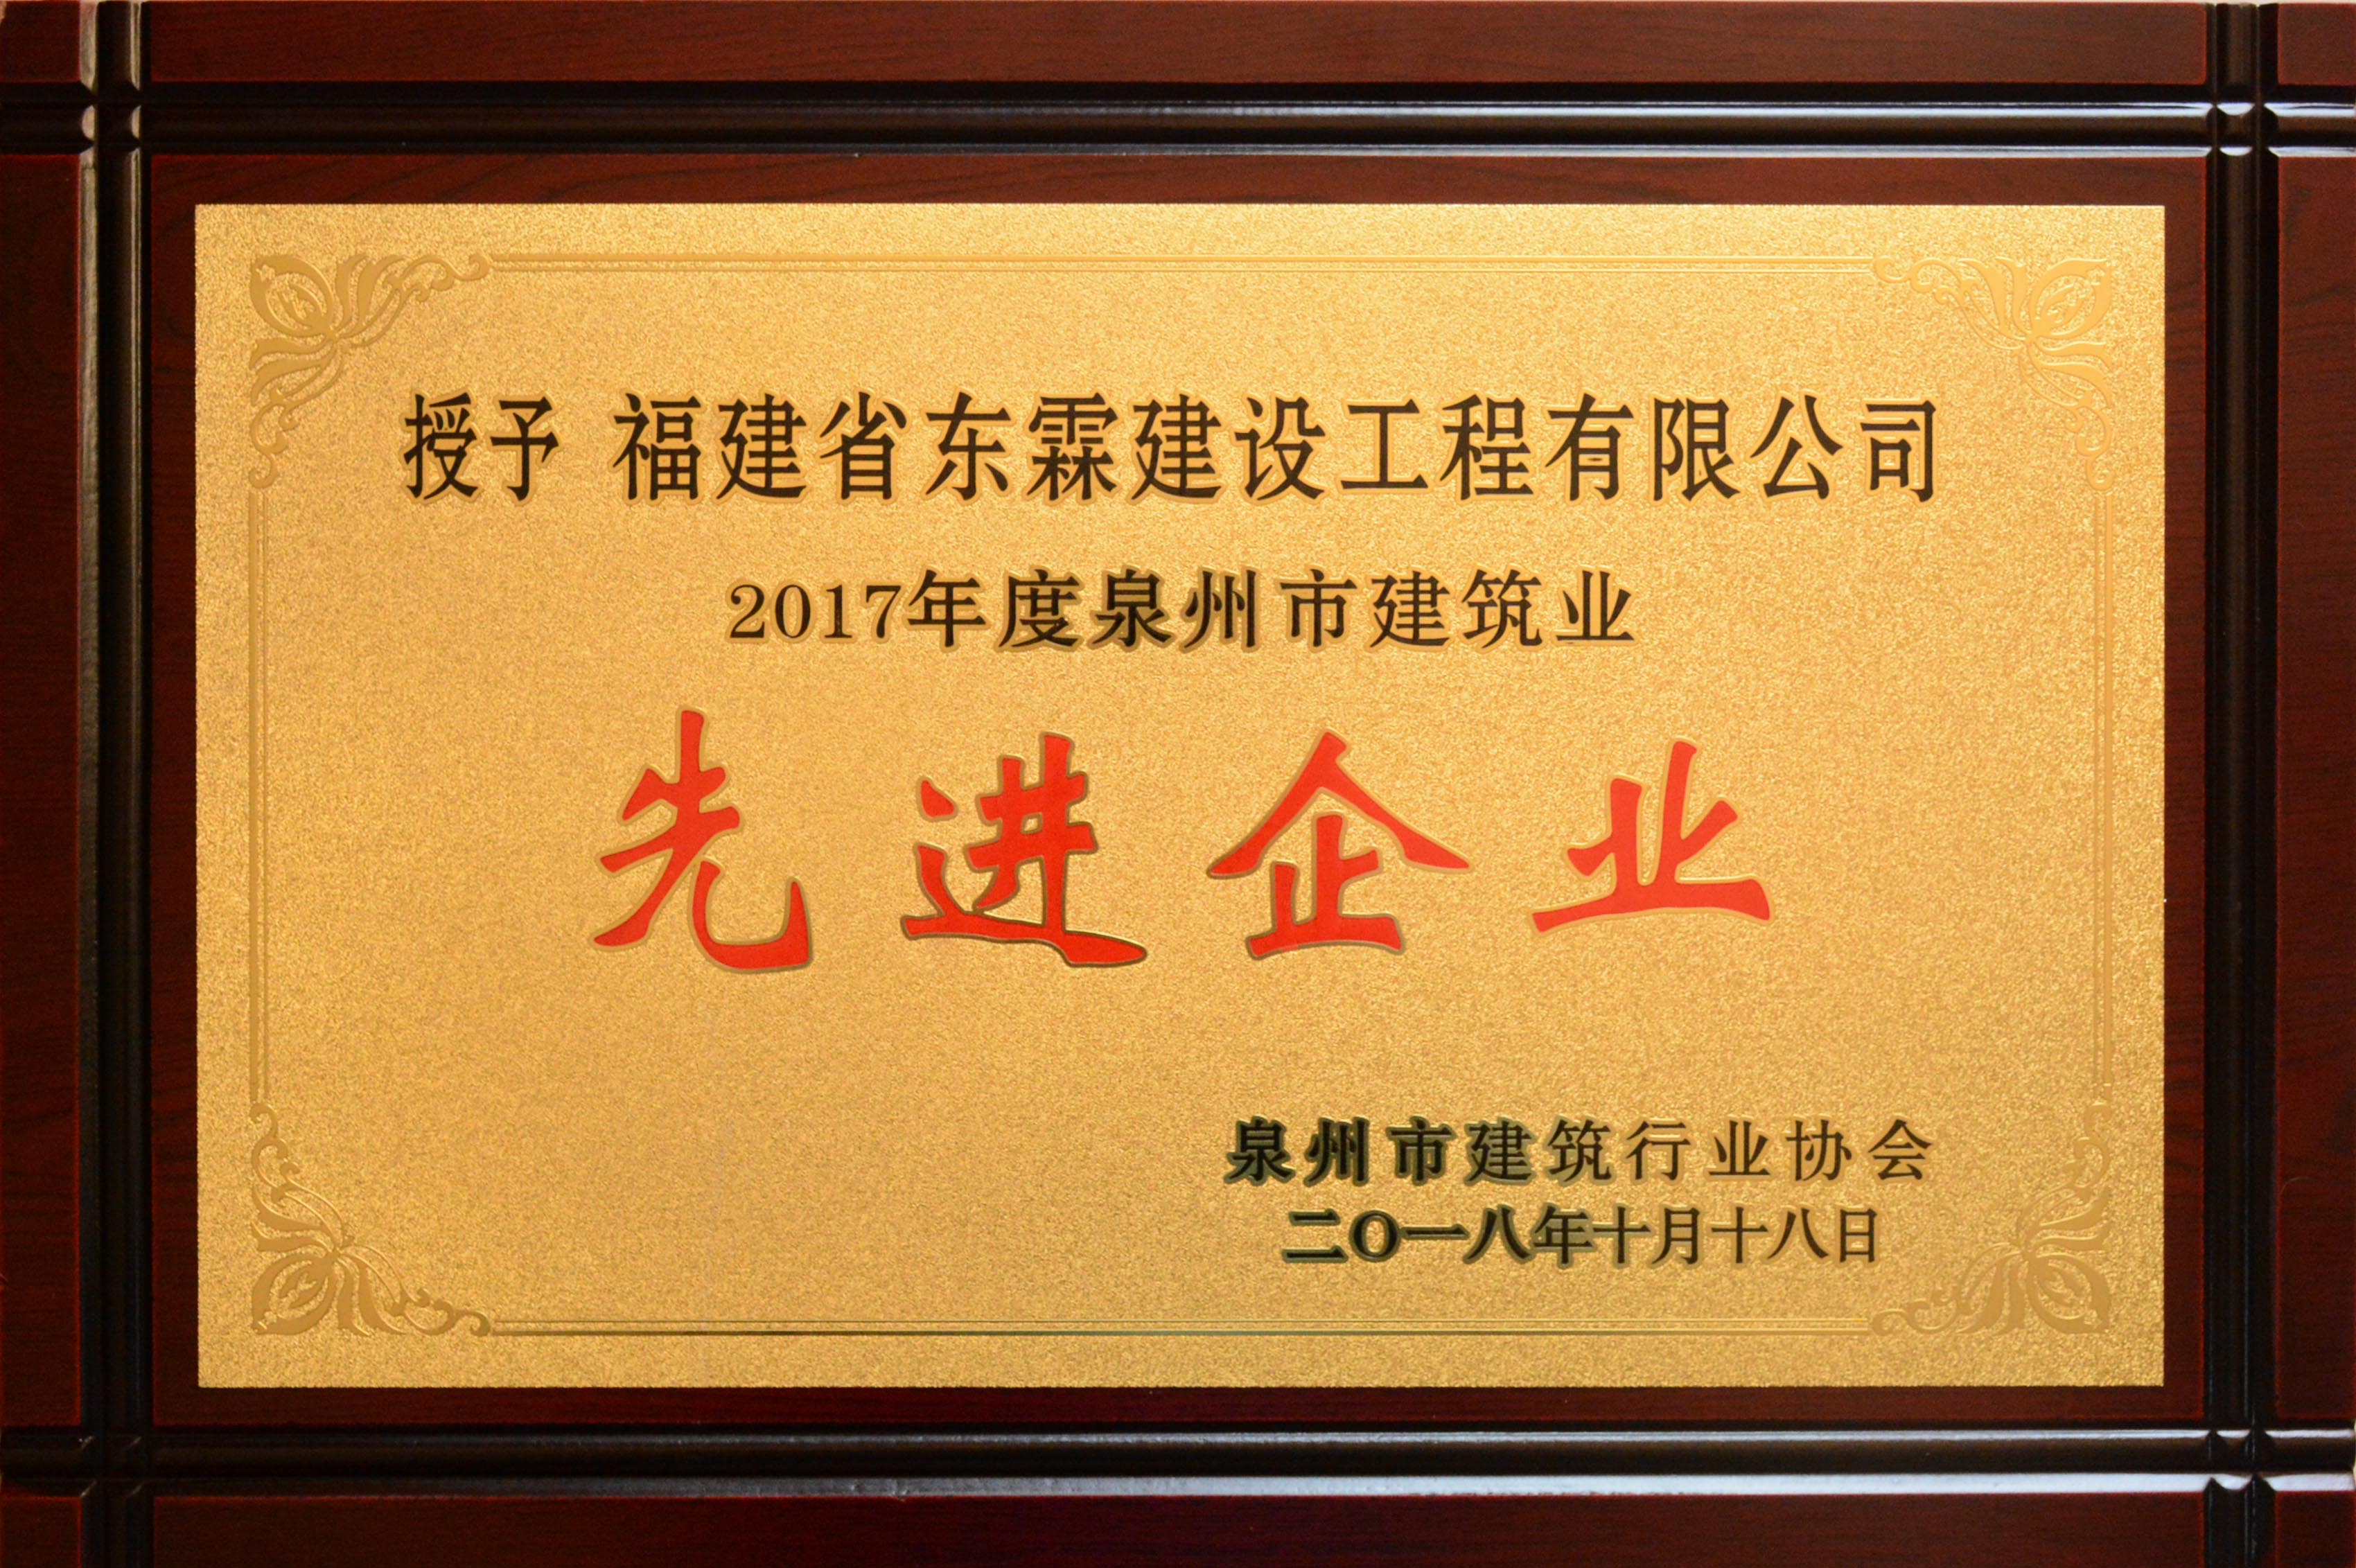 授予 福建省东霖建设工程有限公司
2017年度泉州市建筑业
先进企业
泉州市建筑行业协会
二〇一八年十月十八日